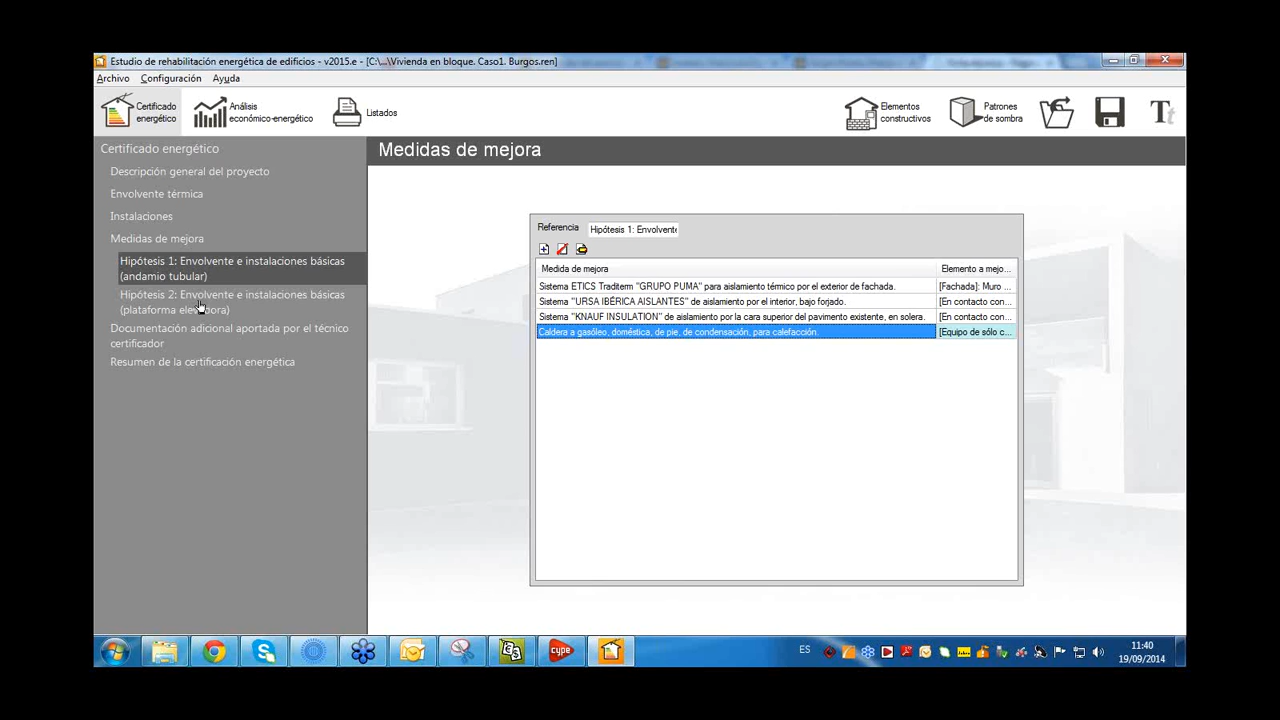 Estudio de rehabilitación energética de edificios - v2015.e - [C:\...\Vivienda en bloque. Caso1. Burgos.ren]
Archivo Configuración Ayuda
Certificado
energético
Análisis
económico-energético
Listados
Elementos
constructivos
Patrones
de sombra
Tt
Certificado energético
Descripción general del proyecto
Envolvente térmica
Instalaciones
Medidas de mejora
Hipótesis 1: Envolvente e instalaciones básicas
(andamio tubular)
Hipótesis 2: Envolvente e instalaciones básicas
(plataforma elevadora)
Documentación adicional aportada por el técnico
certificador
Resumen de la certificación energética
Medidas de mejora
Referencia Hipótesis 1: Envolvente
Medida de mejora Elemento a mejo...
Sistema ETICS Traditerm "GRUPO PUMA" para aislamiento térmico por el exterior de fachada. [Fachada]: Muro ...
Sistema "URSA IBÉRICA AISLANTES" de aislamiento por el interior, bajo forjado. [En contacto con...
Sistema "KNAUF INSULATION" de aislamiento por la cara superior del pavimento existente, en solera. [En contacto con...
Caldera a gasóleo, doméstica, de pie, de condensación, para calefacción. [Equipo de sólo c...
cype
ES
11:40
19/09/2014